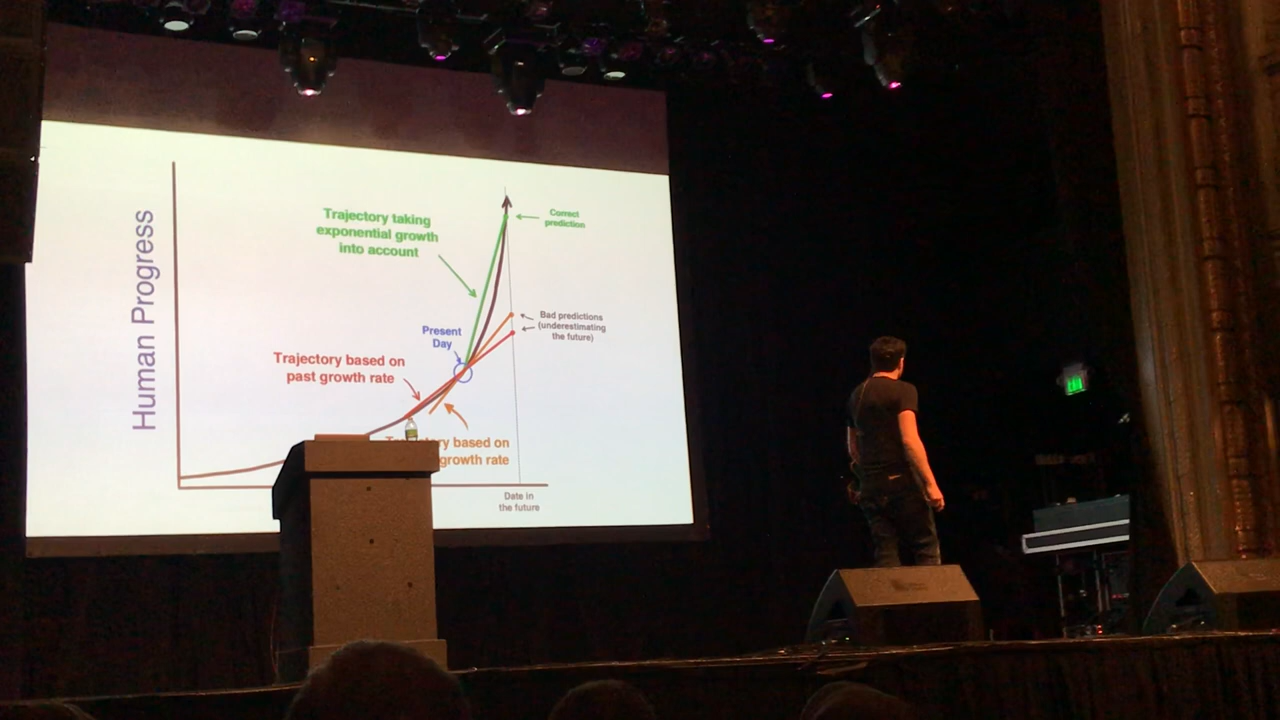 Human Progress
Trajectory taking
exponential growth
into account
Correct
prediction
Bad predictions
(underestimating
the future)
Present
Day
Trajectory based on
past growth rate
based on
growth rate
Date in
the future